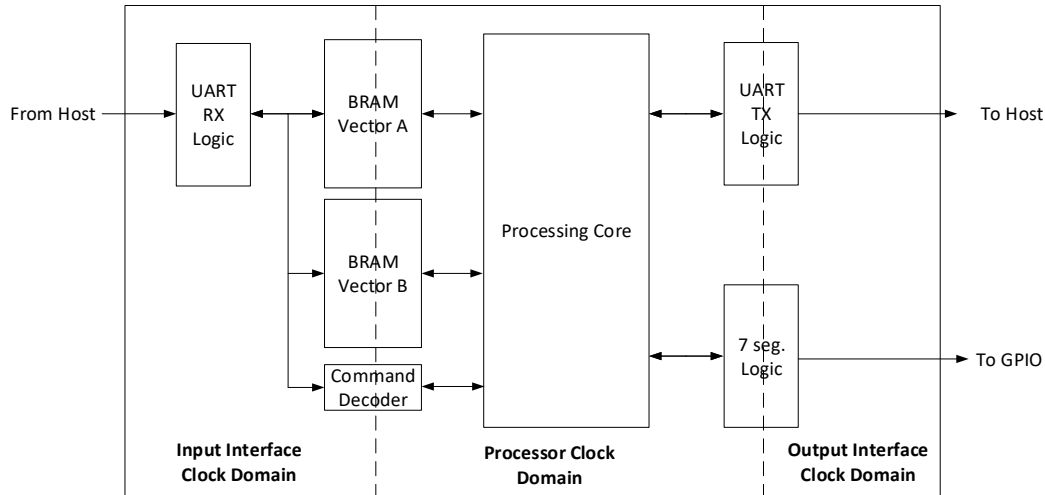 UART
RX
Logic
From Host
BRAM
Vector A
UART
TX
Logic
To Host
BRAM
Vector B
Processing Core
7 seg.
Logic
To GPIO
Command
Decoder
Input Interface
Clock Domain
Processor Clock
Domain
Output Interface
Clock Domain